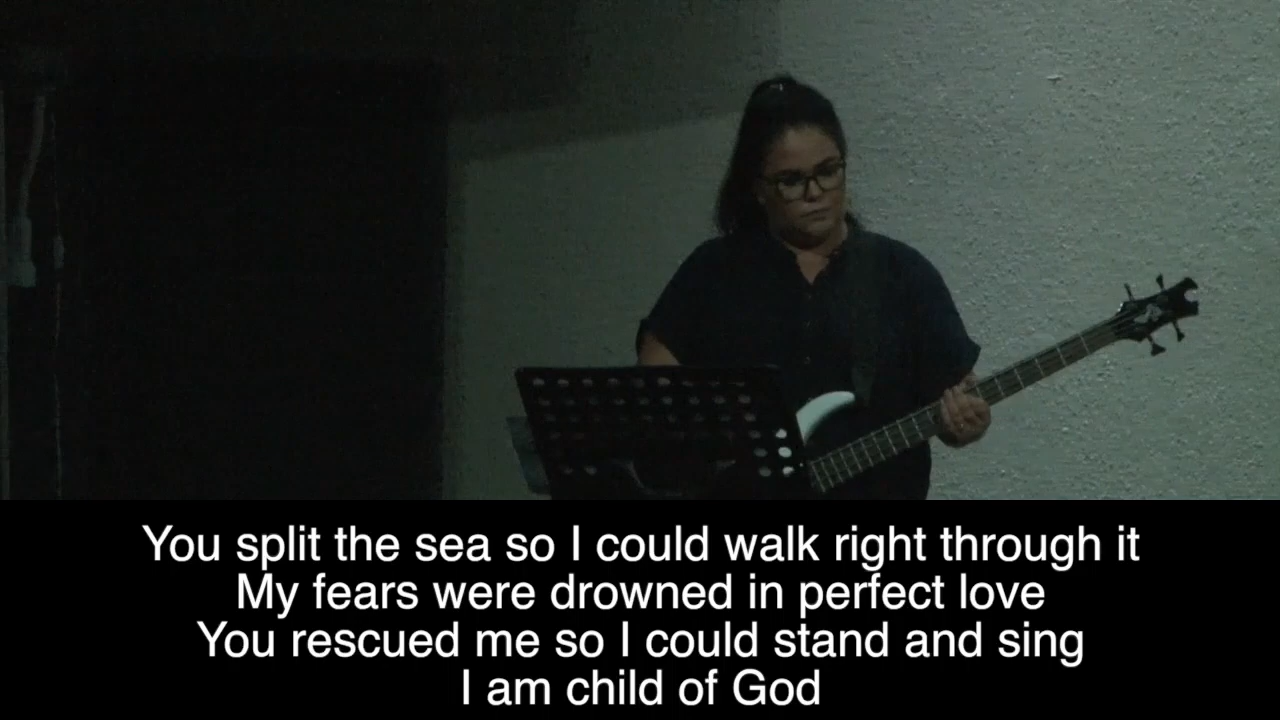 You split the sea so I could walk right through it
My fears were drowned in perfect love
You rescued me so I could stand and sing
I am child of God